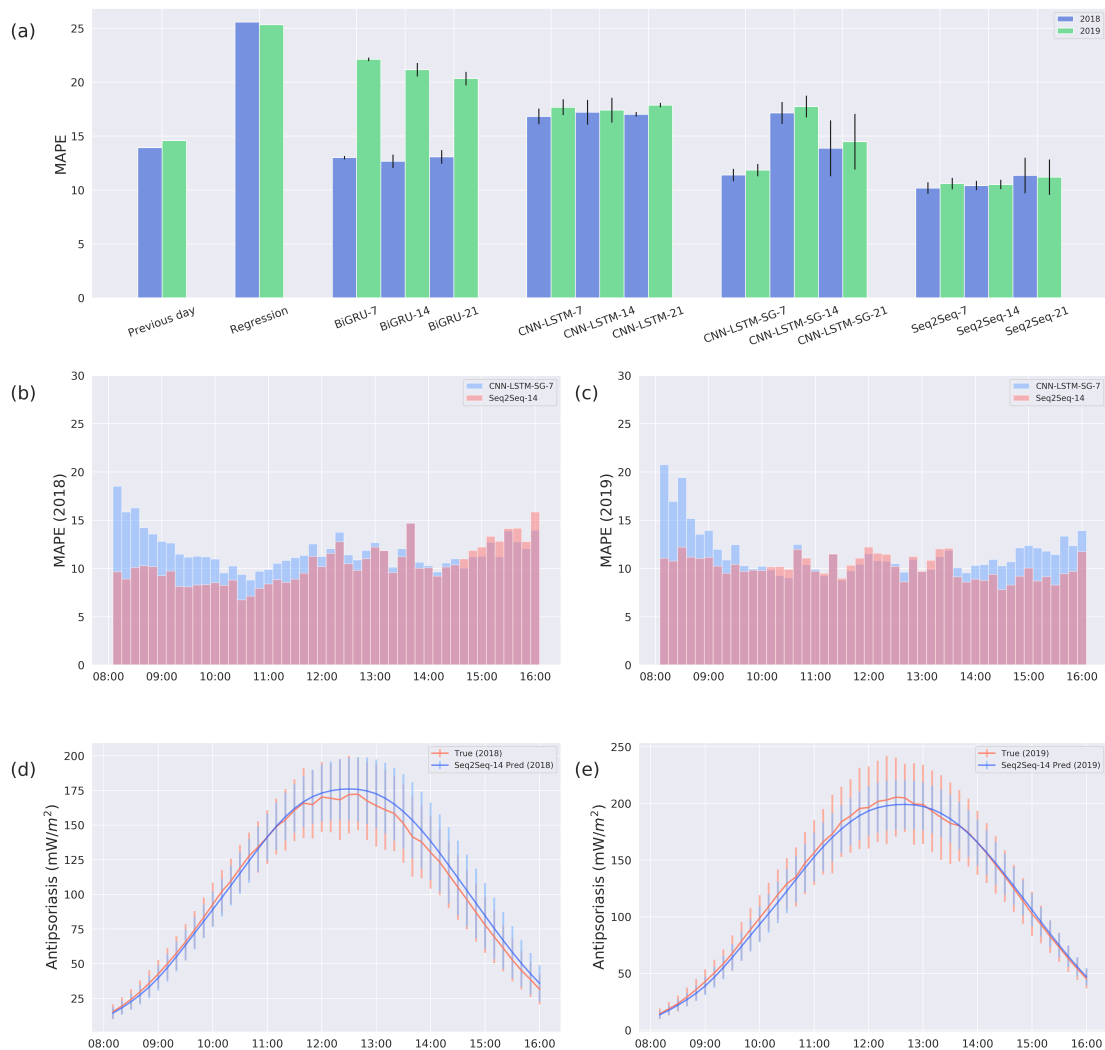 (a)
MAPE
25
20
15
10
5
0
2018
2019
Previous day
Regression
BiGRU-7
BiGRU-14
BiGRU-21
CNN-LSTM-7
CNN-LSTM-14
CNN-LSTM-21
CNN-LSTM-SG-7
CNN-LSTM-SG-14
CNN-LSTM-SG-21
Seq2Seq-7
Seq2Seq-14
Seq2Seq-21
(b)
MAPE (2018)
30
25
20
15
10
5
0
CNN-LSTM-SG-7
Seq2Seq-14
08:00 09:00 10:00 11:00 12:00 13:00 14:00 15:00 16:00
(c)
MAPE (2019)
30
25
20
15
10
5
0
CNN-LSTM-SG-7
Seq2Seq-14
08:00 09:00 10:00 11:00 12:00 13:00 14:00 15:00 16:00
(d)
Antipsoriasis (mW/m²)
200
175
150
125
100
75
50
25
True (2018)
Seq2Seq-14 Pred (2018)
08:00 09:00 10:00 11:00 12:00 13:00 14:00 15:00 16:00
(e)
Antipsoriasis (mW/m²)
250
200
150
100
50
0
True (2019)
Seq2Seq-14 Pred (2019)
08:00 09:00 10:00 11:00 12:00 13:00 14:00 15:00 16:00